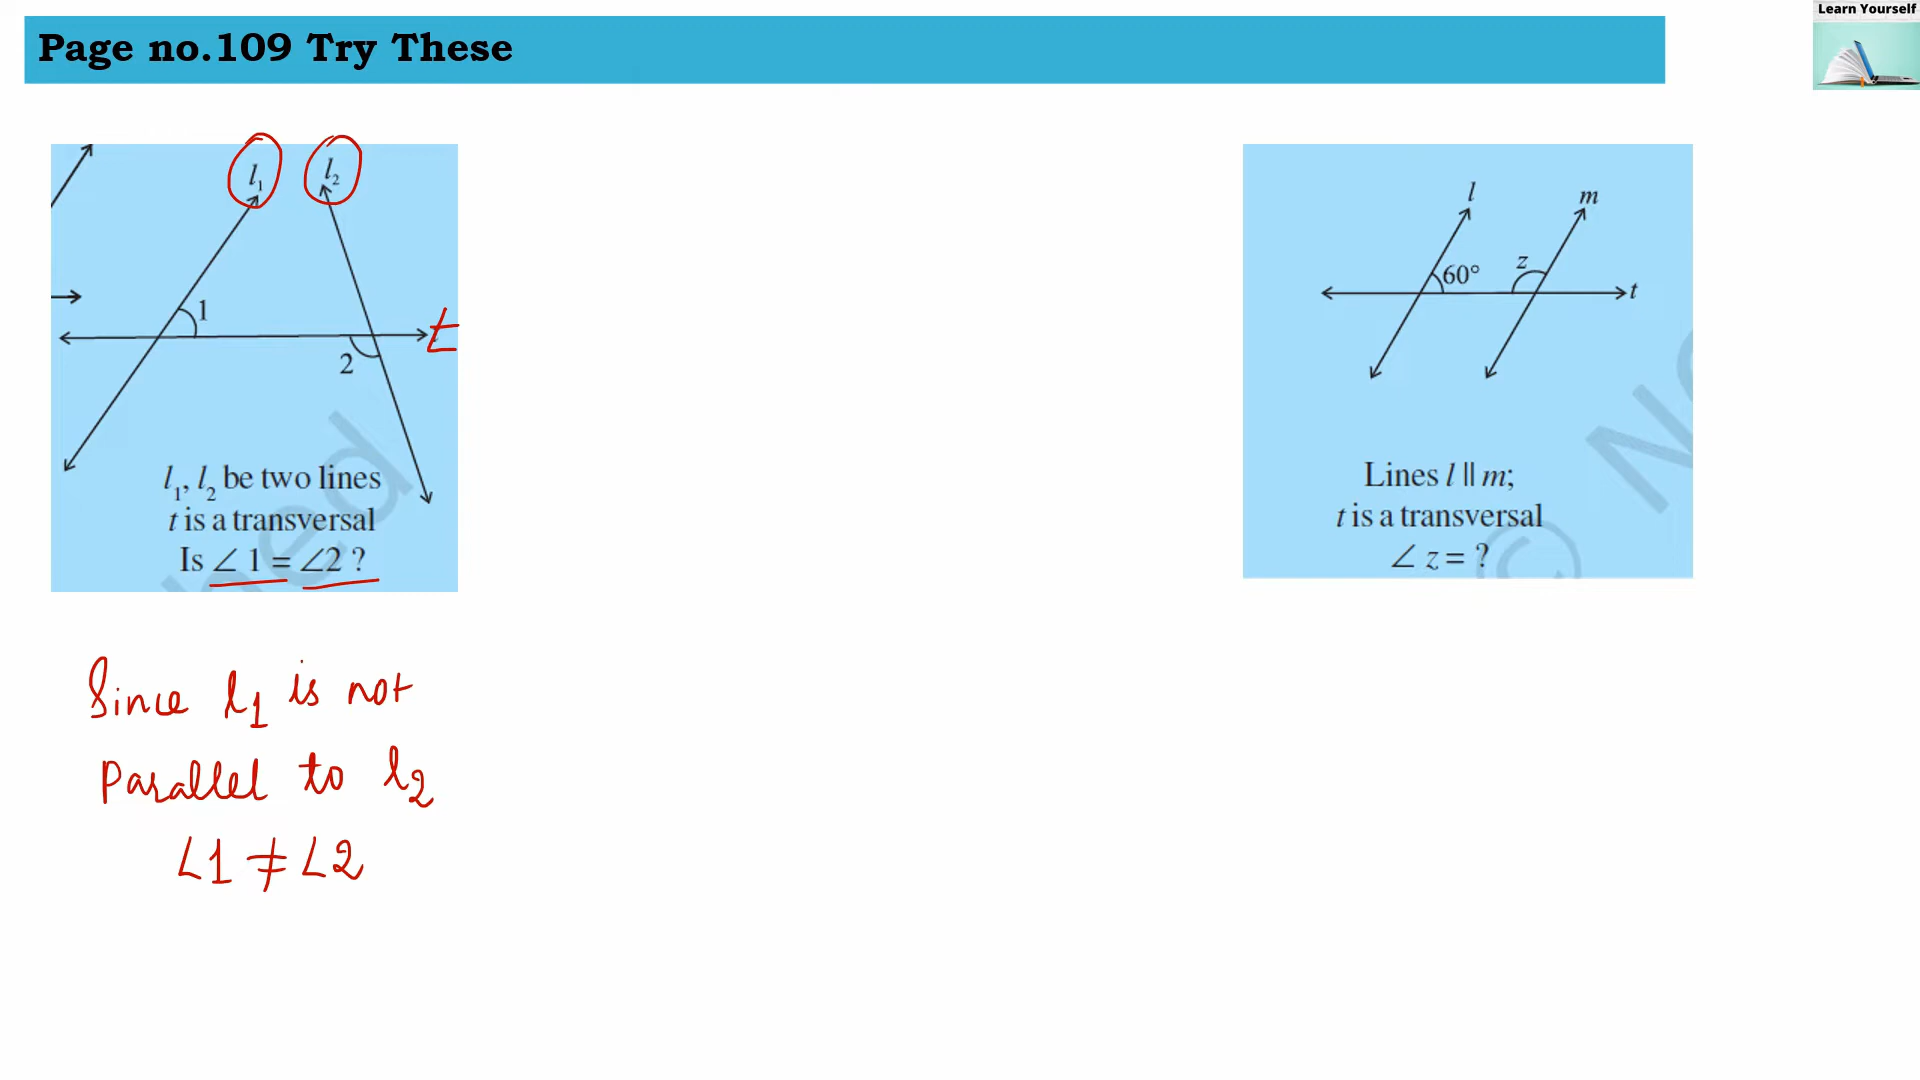 Page no.109 Try These
Learn Yourself
l₁ l₂
1
2
t
l₁, l₂ be two lines
t is a transversal
Is ∠ 1 = ∠2 ?
Since l₁ is not
Parallel to l₂
∠1 ≠ ∠2
l m
60° z
t
Lines l || m;
t is a transversal
∠ z = ?